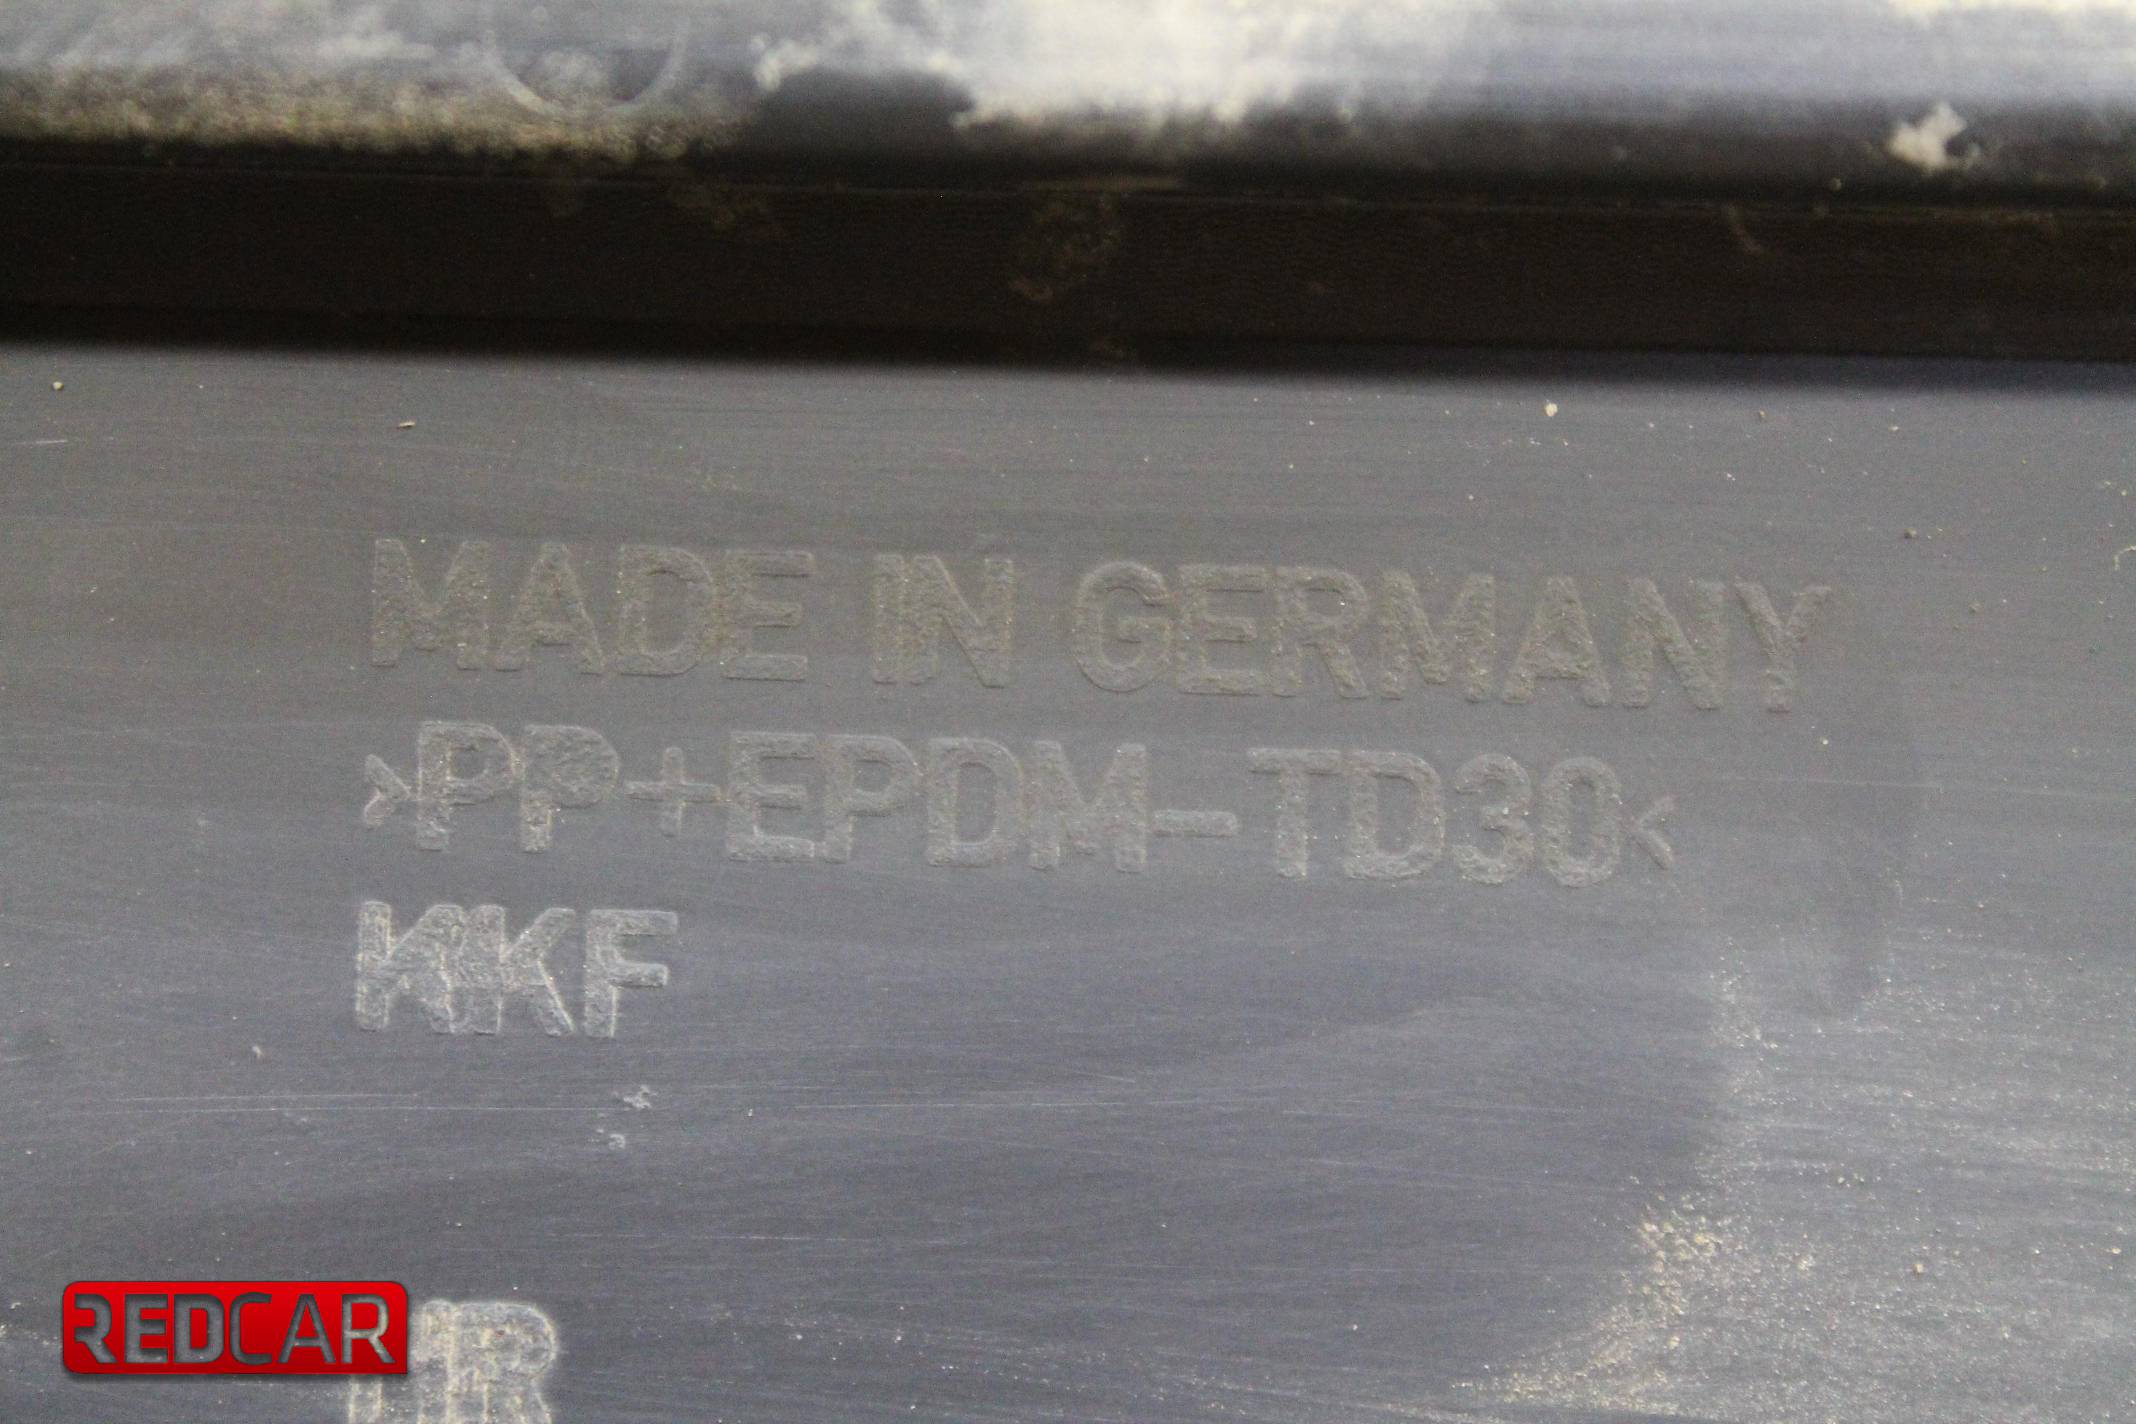 MADE IN GERMANY
>PP+EPDM-TD30<
KKF
REDCAR